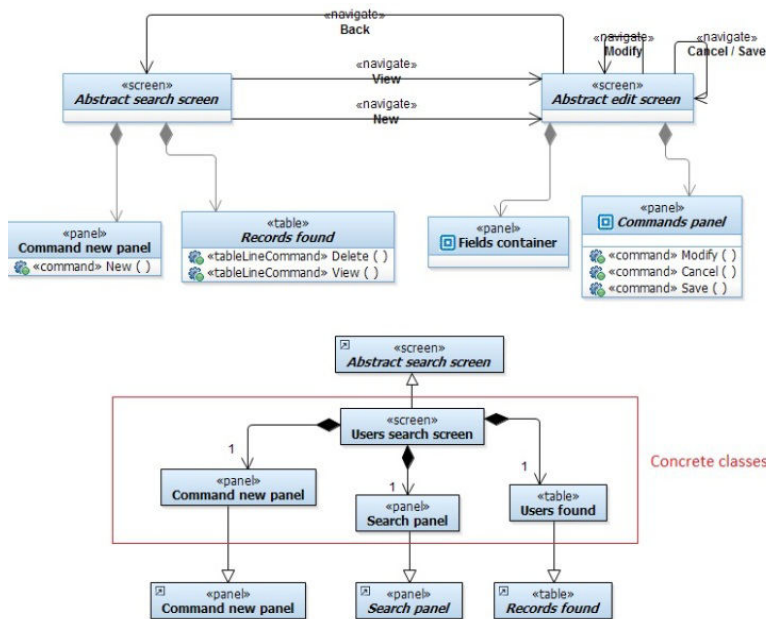 «navigate»
Back
«navigate»
Modify
«navigate»
Cancel / Save
«screen»
Abstract search screen
«navigate»
View
«navigate»
New
«screen»
Abstract edit screen
«panel»
Command new panel
«command» New ( )
«table»
Records found
«tableLineCommand» Delete ( )
«tableLineCommand» View ( )
«panel»
Fields container
«panel»
Commands panel
«command» Modify ( )
«command» Cancel ( )
«command» Save ( )
«screen»
Abstract search screen
«screen»
Users search screen
Concrete classes
1
1
1
«panel»
Command new panel
«panel»
Search panel
«table»
Users found
«panel»
Command new panel
«panel»
Search panel
«table»
Records found